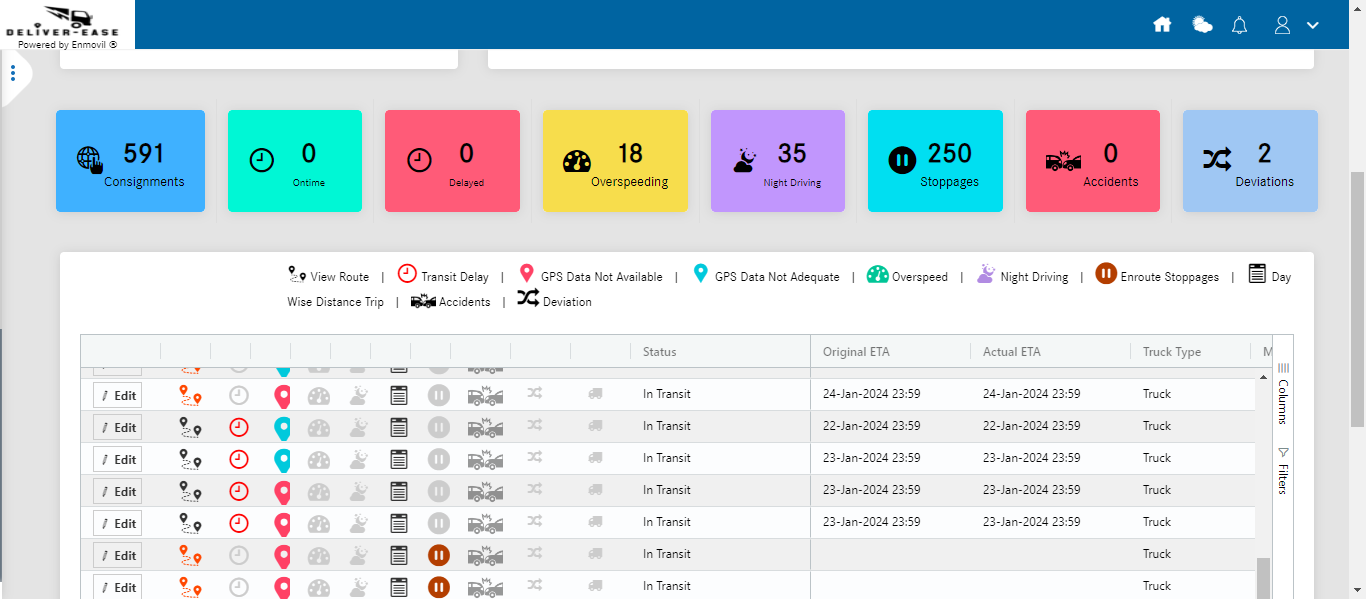 DELIVER-EASE
Powered by Enmovil ®
591
Consignments
0
Ontime
0
Delayed
18
Overspeeding
35
Night Driving
250
Stoppages
0
Accidents
2
Deviations
View Route | Transit Delay | GPS Data Not Available | GPS Data Not Adequate | Overspeed | Night Driving | Enroute Stoppages | Day
Wise Distance Trip | Accidents | Deviation
Status Original ETA Actual ETA Truck Type M
Edit In Transit 24-Jan-2024 23:59 24-Jan-2024 23:59 Truck
Edit In Transit 22-Jan-2024 23:59 22-Jan-2024 23:59 Truck
Edit In Transit 23-Jan-2024 23:59 23-Jan-2024 23:59 Truck
Edit In Transit 23-Jan-2024 23:59 23-Jan-2024 23:59 Truck
Edit In Transit 23-Jan-2024 23:59 23-Jan-2024 23:59 Truck
Edit In Transit Truck
Edit In Transit Truck
Columns
Filters